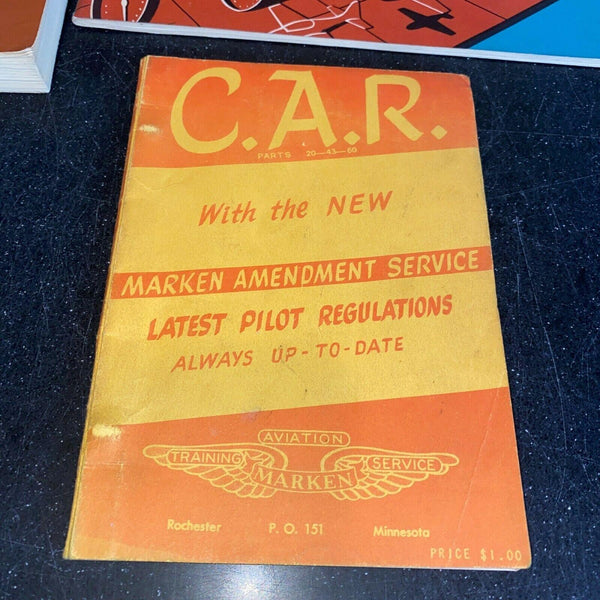 C.A.R.
PARTS 20—43—60
With the NEW
MARKEN AMENDMENT SERVICE
LATEST PILOT REGULATIONS
ALWAYS UP-TO-DATE
AVIATION
TRAINING MARKEN SERVICE
Rochester P. O. 151 Minnesota
PRICE $1.00